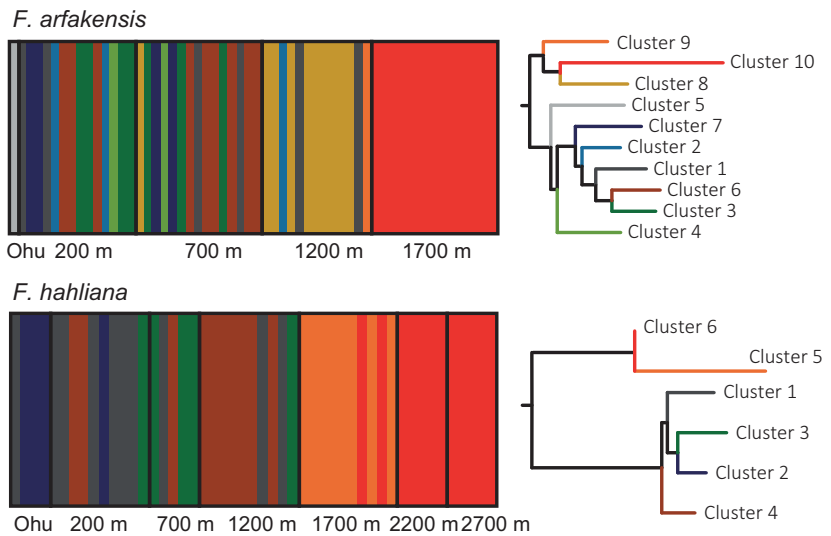 F. arfakensis
Cluster 9
Cluster 10
Cluster 8
Cluster 5
Cluster 7
Cluster 2
Cluster 1
Cluster 6
Cluster 3
Cluster 4
Ohu 200 m 700 m 1200 m 1700 m
F. hahliana
Cluster 6
Cluster 5
Cluster 1
Cluster 3
Cluster 2
Cluster 4
Ohu 200 m 700 m 1200 m 1700 m 2200 m 2700 m